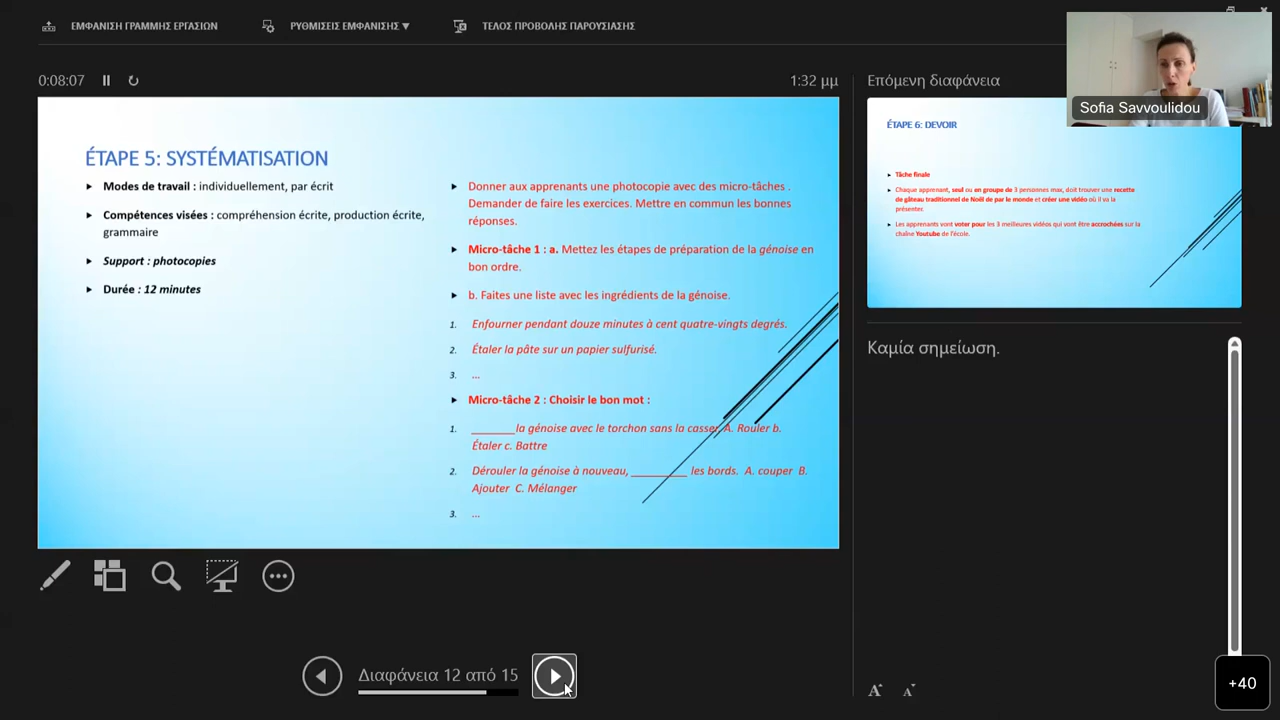 ΕΜΦΑΝΙΣΗ ΓΡΑΜΜΗΣ ΕΡΓΑΣΙΩΝ
ΡΥΘΜΙΣΕΙΣ ΕΜΦΑΝΙΣΗΣ ▼
ΤΕΛΟΣ ΠΡΟΒΟΛΗΣ ΠΑΡΟΥΣΙΑΣΗΣ
0:08:07
1:32 μμ
ÉTAPE 5: SYSTÉMATISATION
Modes de travail : individuellement, par écrit
Compétences visées : compréhension écrite, production écrite,
grammaire
Support : photocopies
Durée : 12 minutes
Donner aux apprenants une photocopie avec des micro-tâches .
Demander de faire les exercices. Mettre en commun les bonnes
réponses.
Micro-tâche 1 : a. Mettez les étapes de préparation de la génoise en
bon ordre.
b. Faites une liste avec les ingrédients de la génoise.
1. Enfourner pendant douze minutes à cent quatre-vingts degrés.
2. Étaler la pâte sur un papier sulfurisé.
3. ...
Micro-tâche 2 : Choisir le bon mot :
1. _______la génoise avec le torchon sans la casser. A. Rouler b.
Étaler c. Battre
2. Dérouler la génoise à nouveau, _________ les bords. A. couper B.
Ajouter C. Mélanger
3. ...
Διαφάνεια 12 από 15
Επόμενη διαφάνεια
Sofia Savvoulidou
ÉTAPE 6: DEVOIR
Tâche finale
Chaque apprenant, seul ou en groupe de 3 personnes max, doit trouver une recette
de gâteau traditionnel de Noël de par le monde et créer une vidéo où il va la
présenter.
Les apprenants vont voter pour les 3 meilleures vidéos qui vont être accrochées sur la
chaîne Youtube de l'école.
Καμία σημείωση.
A A
+40